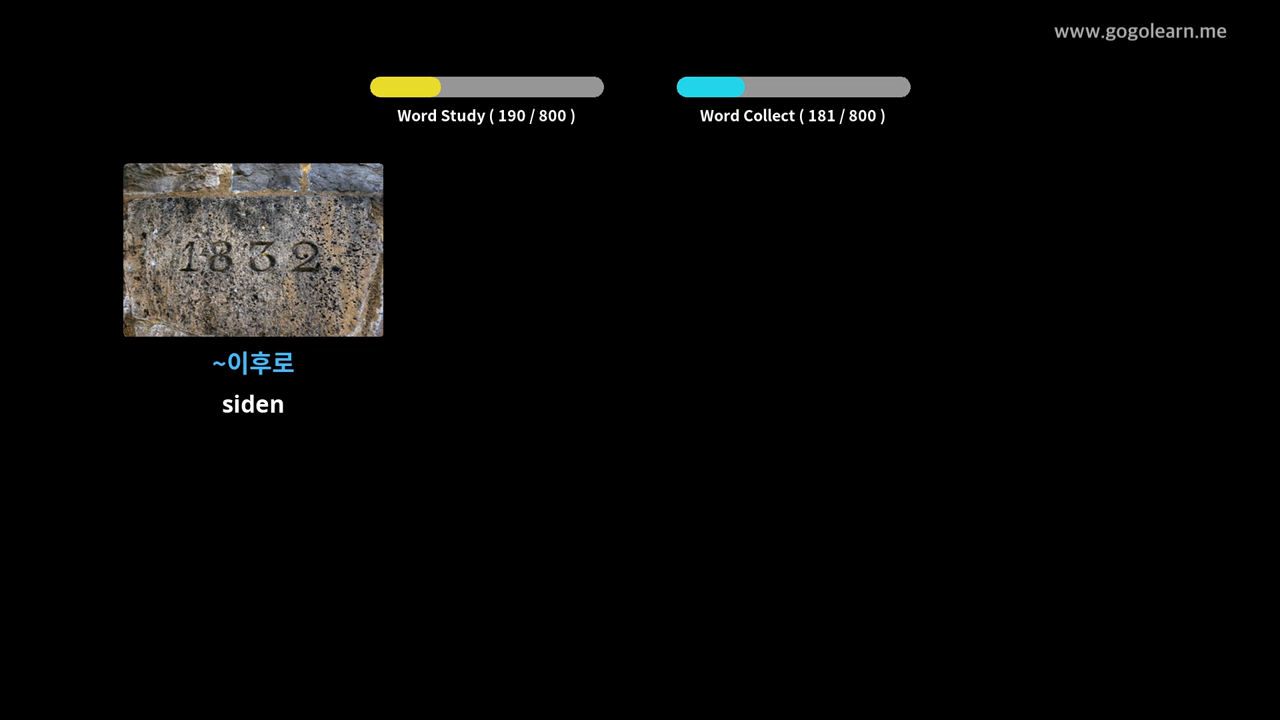 www.gogolearn.me
Word Study ( 190 / 800 )
Word Collect ( 181 / 800 )
1832.
~이후로
siden